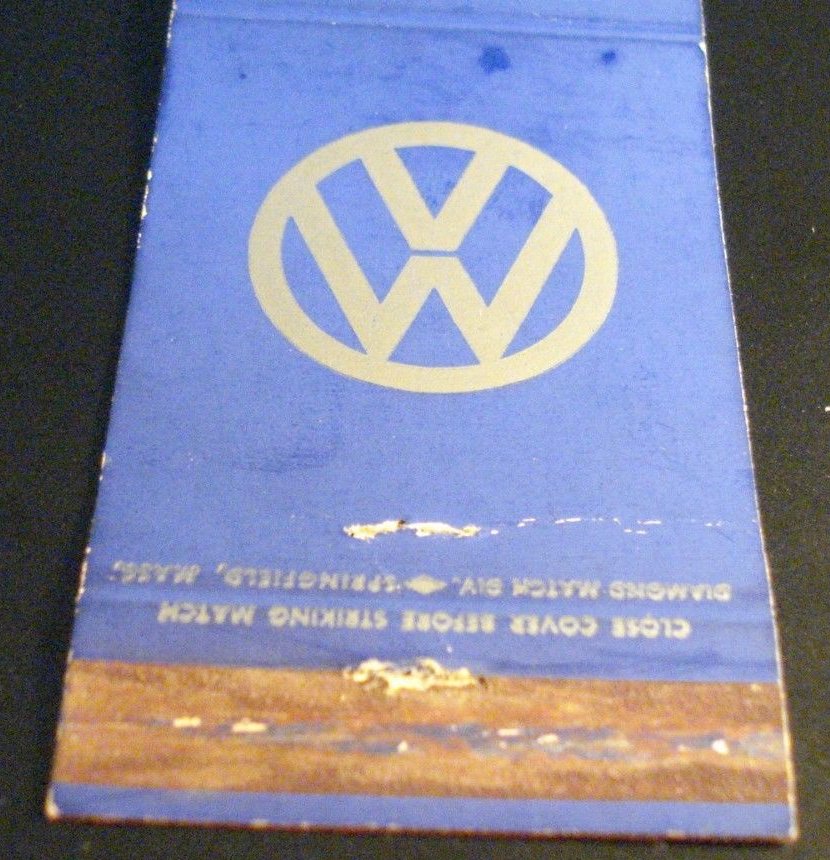 VW
CLOSE COVER BEFORE STRIKING MATCH
DIAMOND MATCH DIV. SPRINGFIELD, MASS.